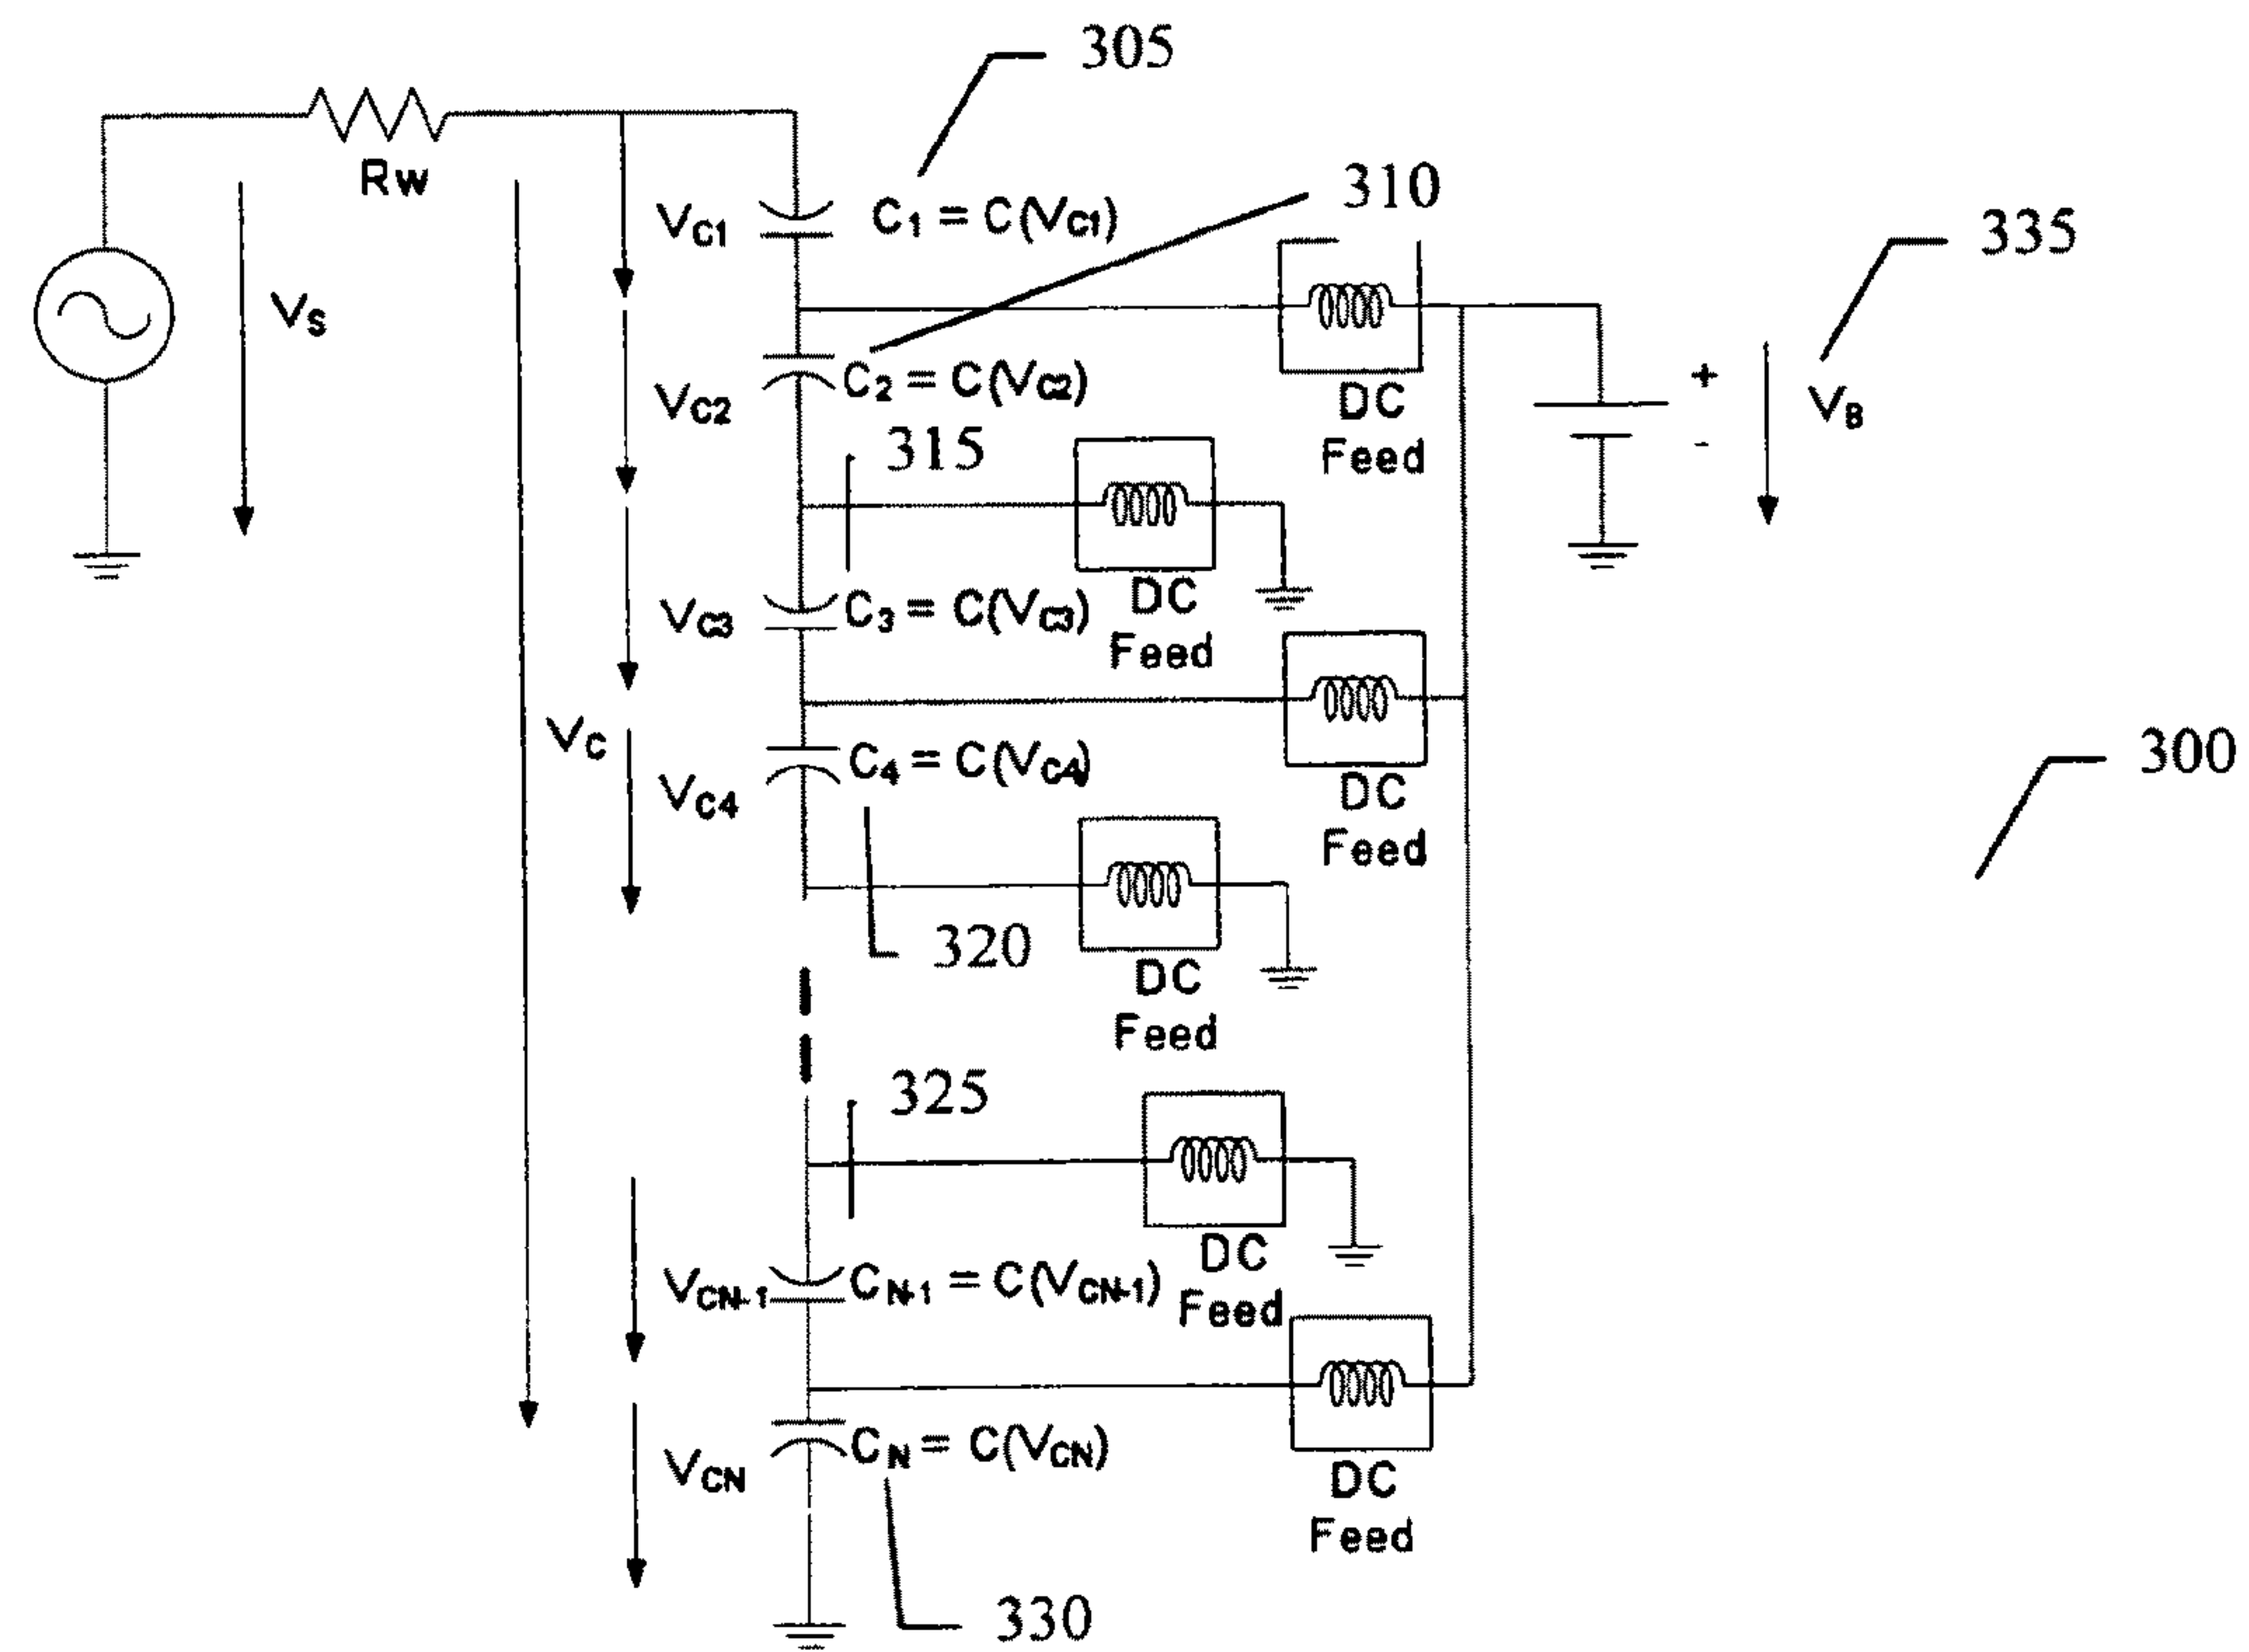 305
Rw
310
VC1
C1 = C(VC1)
335
VS
C2 = C(VC2)
VC2
DC
Feed
+
-
VB
315
VC3
C3 = C(VC3)
DC
Feed
VC
C4 = C(VC4)
VC4
DC
Feed
300
320
DC
Feed
325
VCN-1
CN-1 = C(VCN-1)
DC
Feed
VCN
CN = C(VCN)
DC
Feed
330